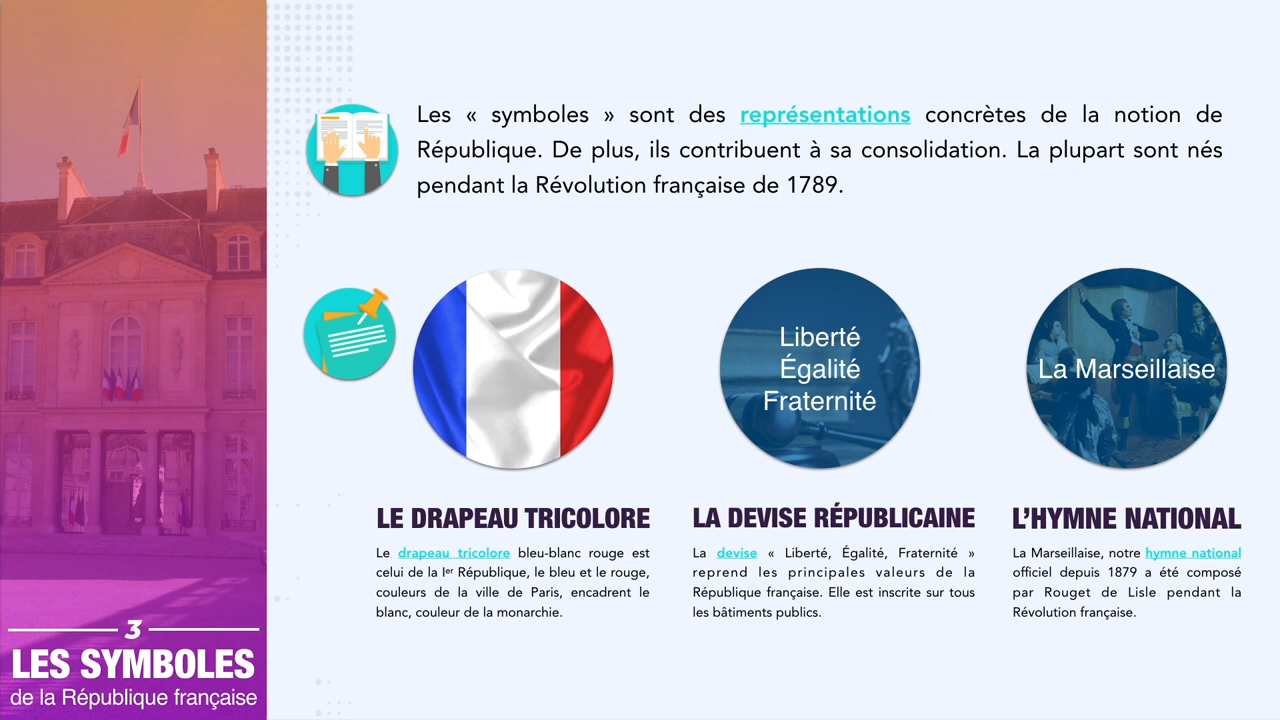 Les « symboles » sont des représentations concrètes de la notion de
République. De plus, ils contribuent à sa consolidation. La plupart sont nés
pendant la Révolution française de 1789.
Liberté
Égalité
Fraternité
La Marseillaise
LE DRAPEAU TRICOLORE
Le drapeau tricolore bleu-blanc rouge est
celui de la Ier République, le bleu et le rouge,
couleurs de la ville de Paris, encadrent le
blanc, couleur de la monarchie.
LA DEVISE RÉPUBLICAINE
La devise « Liberté, Égalité, Fraternité »
reprend les principales valeurs de la
République française. Elle est inscrite sur tous
les bâtiments publics.
L’HYMNE NATIONAL
La Marseillaise, notre hymne national
officiel depuis 1879 a été composé
par Rouget de Lisle pendant la
Révolution française.
3
LES SYMBOLES
de la République française